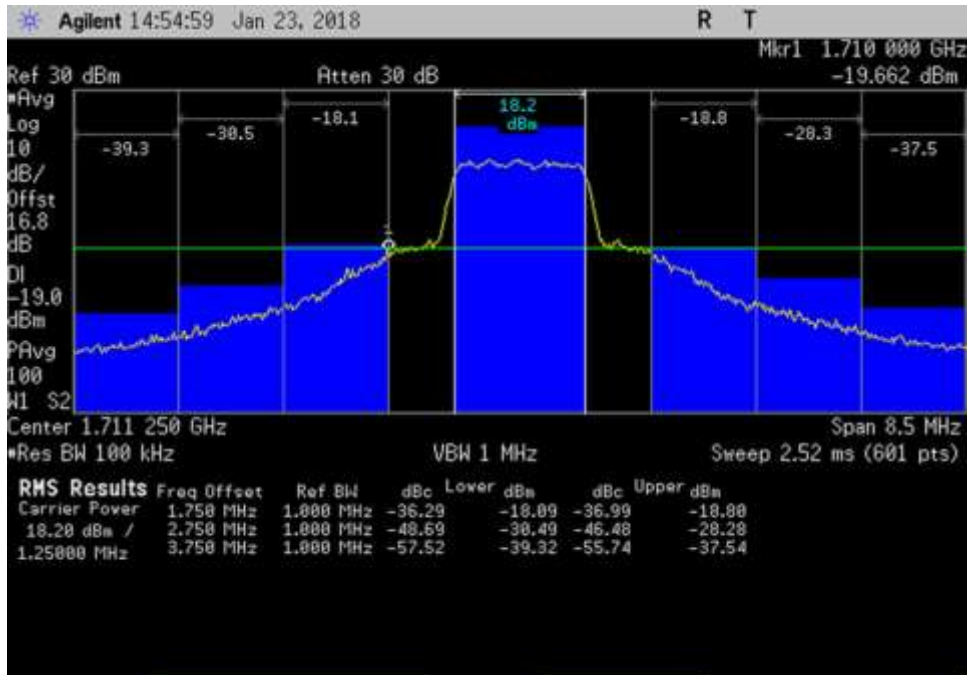 Agilent 14:54:59 Jan 23, 2018 R T
Mkr1 1.710 000 GHz
Ref 30 dBm Atten 30 dB -19.662 dBm
*Avg
Log
10
dB/
Offst
16.8
dB
DI
-19.0
dBm
PAvg
100
W1 S2
-39.3 -30.5 -18.1 18.2 -18.8 -28.3 -37.5
dBm
1
Center 1.711 250 GHz Span 8.5 MHz
*Res BW 100 kHz VBW 1 MHz Sweep 2.52 ms (601 pts)
RMS Results Freq Offset Ref BW dBc Lower dBm dBc Upper dBm
Carrier Power 1.750 MHz 1.000 MHz -36.29 -18.09 -36.99 -18.80
18.20 dBm / 2.750 MHz 1.000 MHz -48.69 -30.49 -46.48 -28.28
1.25000 MHz 3.750 MHz 1.000 MHz -57.52 -39.32 -55.74 -37.54